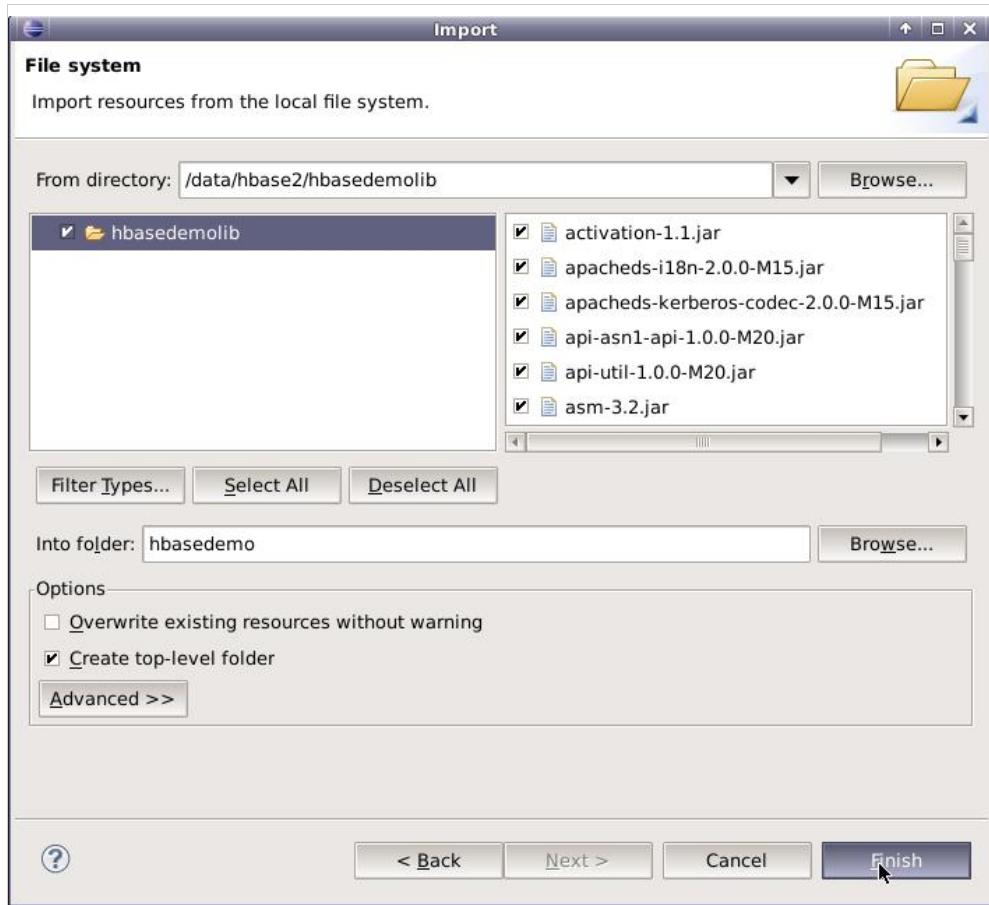 Import
File system
Import resources from the local file system.
From directory: /data/hbase2/hbasedemolib Browse...
hbasedemolib
activation-1.1.jar
apacheds-i18n-2.0.0-M15.jar
apacheds-kerberos-codec-2.0.0-M15.jar
api-asn1-api-1.0.0-M20.jar
api-util-1.0.0-M20.jar
asm-3.2.jar
Filter Types... Select All Deselect All
Into folder: hbasedemo Browse...
Options
Overwrite existing resources without warning
Create top-level folder
Advanced >>
? < Back Next > Cancel Finish